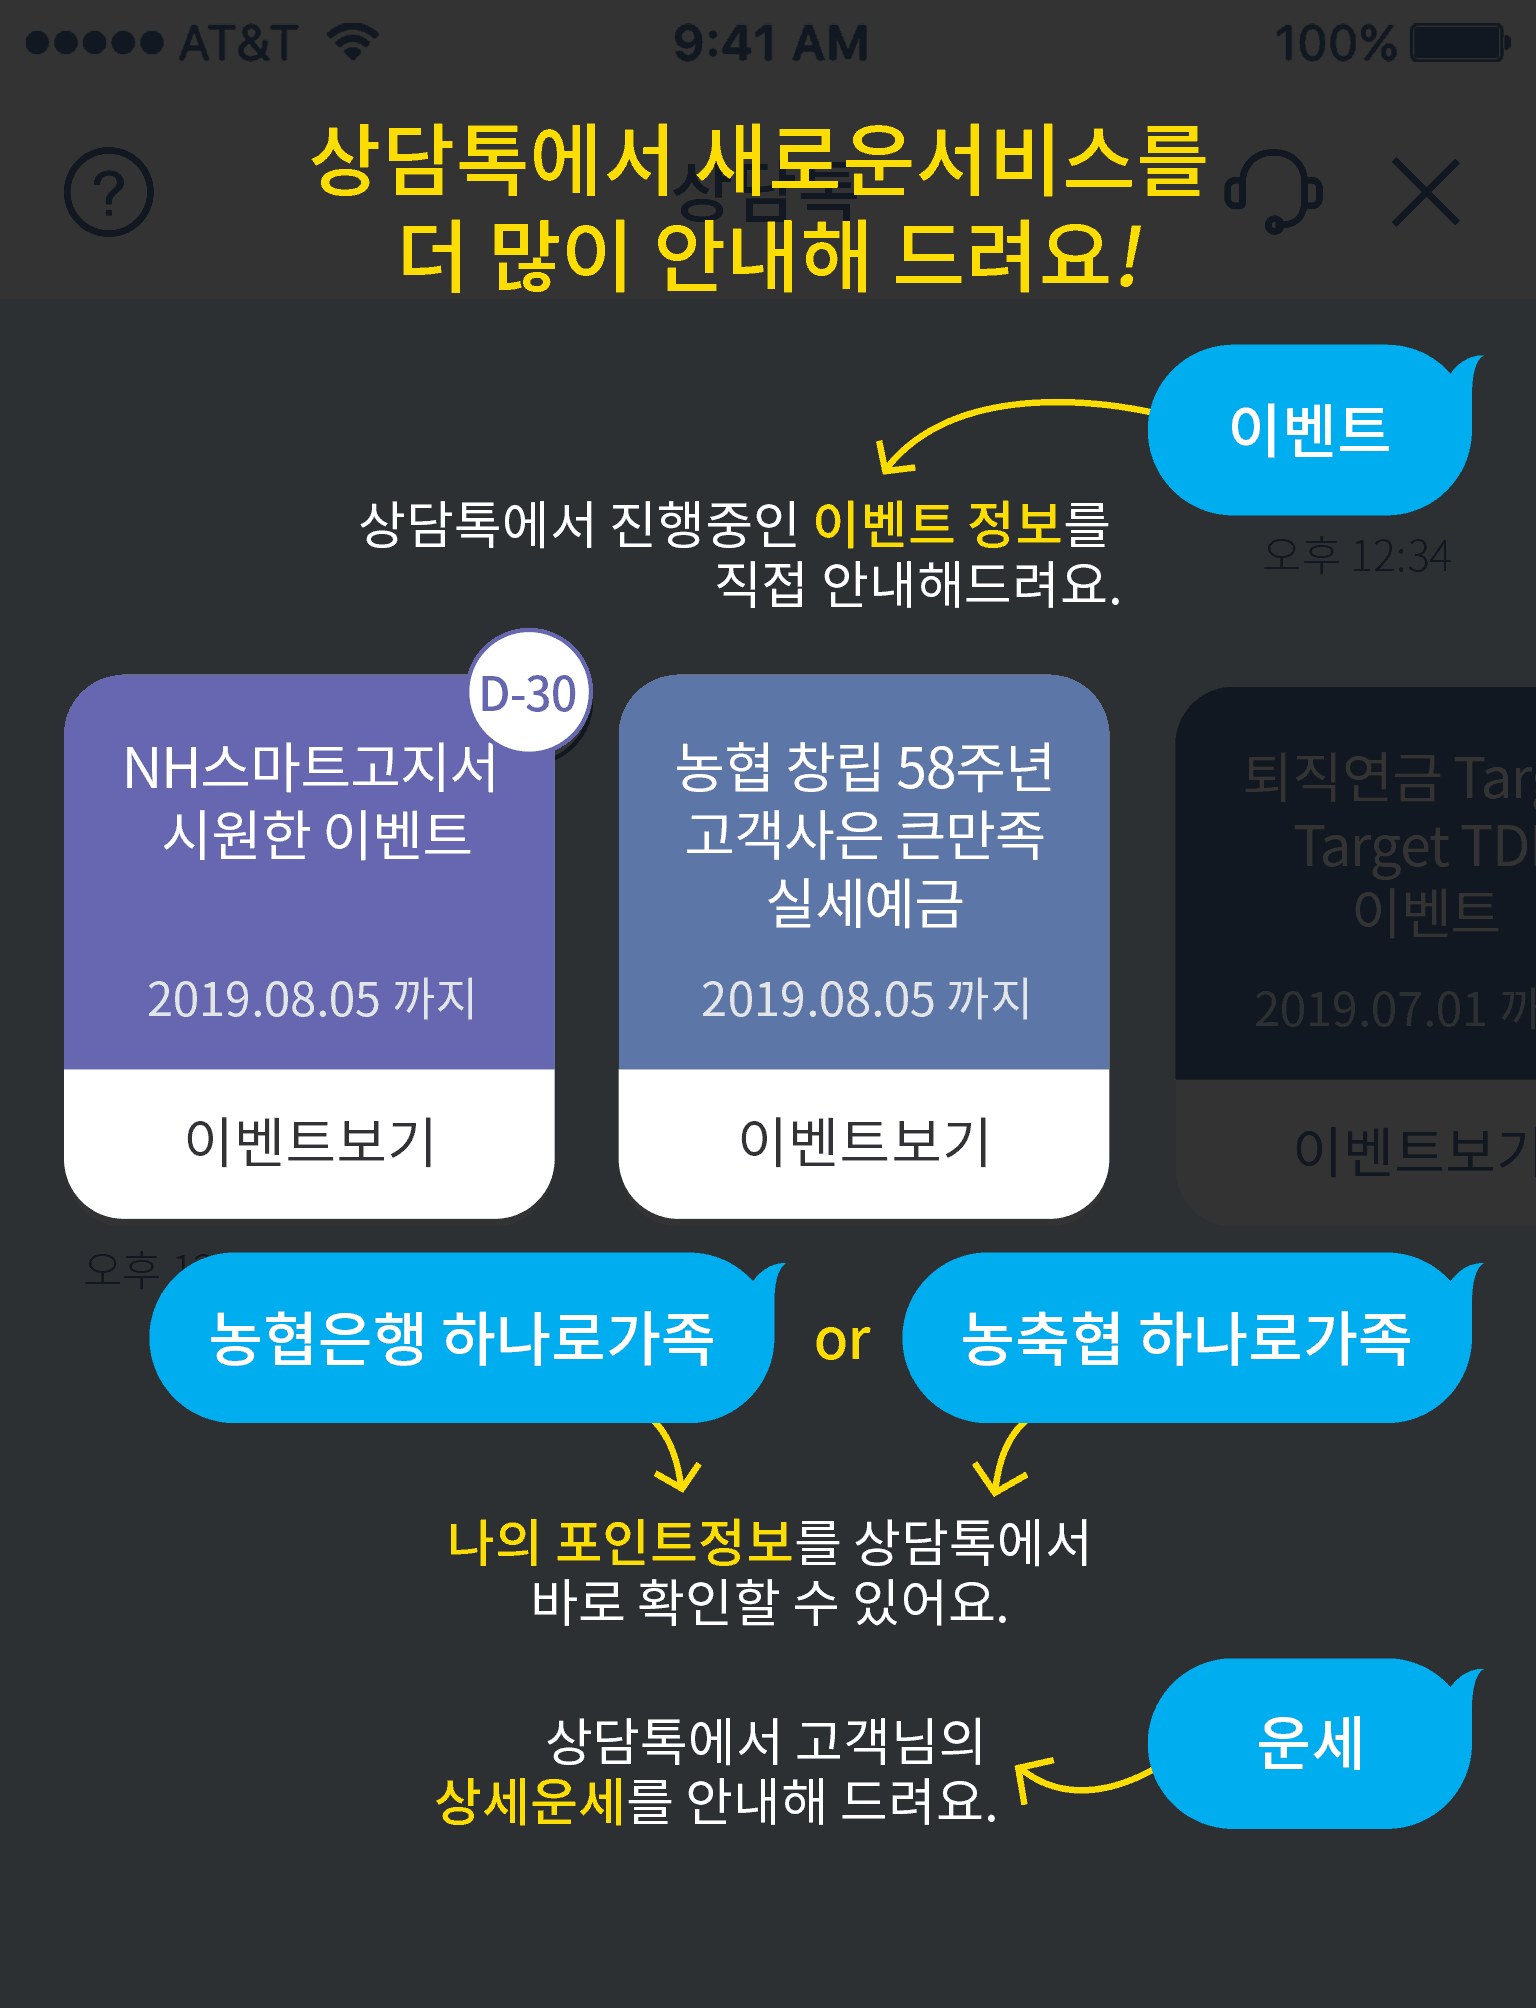 AT&T
9:41 AM
100%
?
상담톡
상담톡에서 새로운서비스를
더 많이 안내해 드려요!
이벤트
상담톡에서 진행중인 이벤트 정보를
직접 안내해드려요.
오후 12:34
D-30
NH스마트고지서
시원한 이벤트
2019.08.05 까지
이벤트보기
농협 창립 58주년
고객사은 큰만족
실세예금
2019.08.05 까지
이벤트보기
퇴직연금
Target
이벤트
2019.07.01
이벤트보기
오후
농협은행 하나로가족
or
농축협 하나로가족
나의 포인트정보를 상담톡에서
바로 확인할 수 있어요.
운세
상담톡에서 고객님의
상세운세를 안내해 드려요.